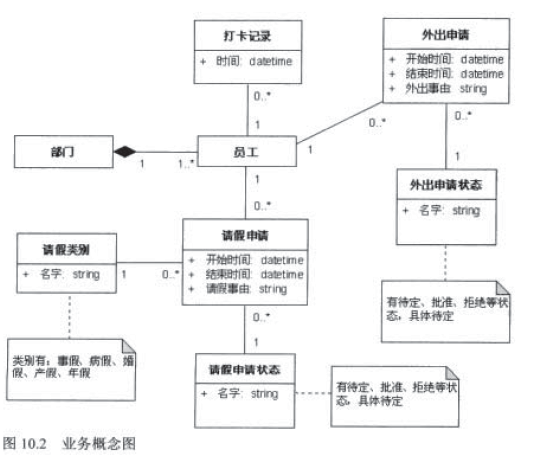 打卡记录
+ 时间: datetime
外出申请
+ 开始时间: datetime
+ 结束时间: datetime
+ 外出事由: string
0..*
1
0..*
1
0..*
1
部门
1
1..*
员工
外出申请状态
+ 名字: string
1
0..*
请假申请
+ 开始时间: datetime
+ 结束时间: datetime
+ 请假事由: string
请假类别
+ 名字: string
1
0..*
有待定、批准、拒绝等状
态，具体待定
类别有：事假、病假、婚
假、产假、年假
0..*
1
请假申请状态
+ 名字: string
有待定、批准、拒绝等状
态，具体待定
图 10.2 业务概念图